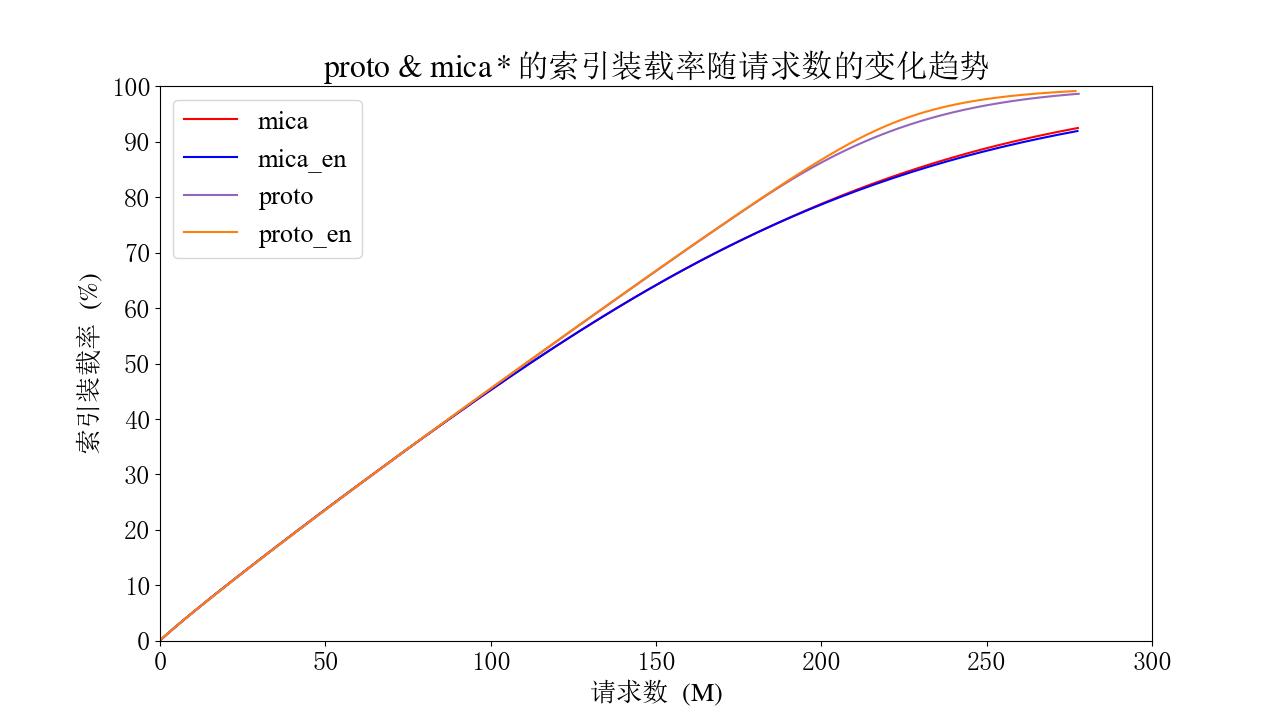 proto & mica * 的索引装载率随请求数的变化趋势
100
90
80
70
60
50
40
30
20
10
0
mica
mica_en
proto
proto_en
索引装载率 (%)
0 50 100 150 200 250 300
请求数 (M)